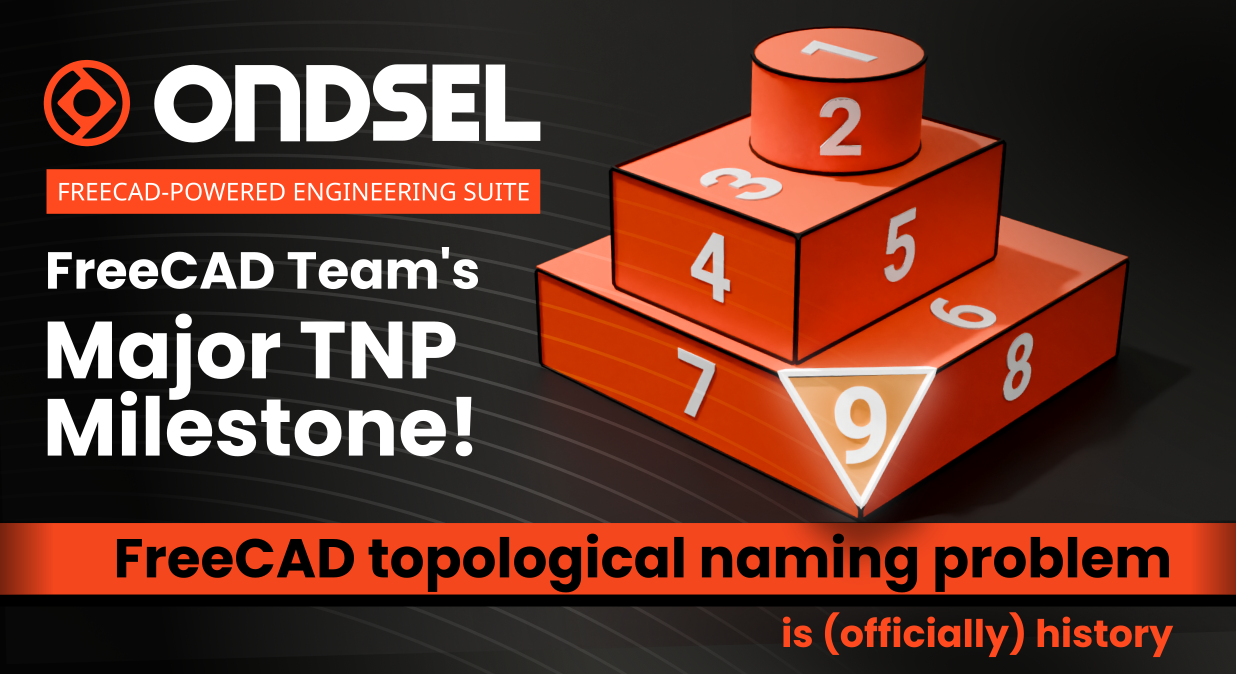 ONDSEL
FREECAD-POWERED ENGINEERING SUITE
FreeCAD Team's
Major TNP
Milestone!
1
2
3
4
5
6
7
8
9
FreeCAD topological naming problem
is (officially) history